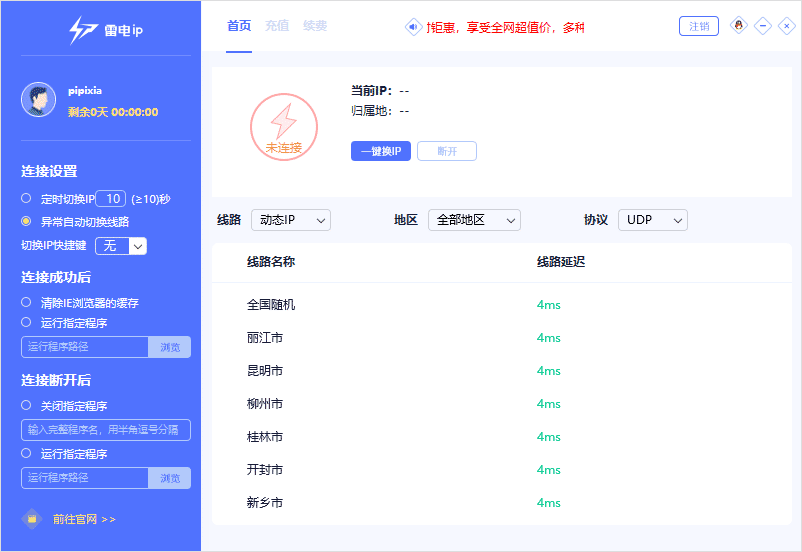 雷电ip
pipixia
剩余0天 00:00:00
连接设置
定时切换IP 10 (≥10)秒
异常自动切换线路
切换IP快捷键 无
连接成功后
清除IE浏览器的缓存
运行指定程序
运行程序路径 浏览
连接断开后
关闭指定程序
输入完整程序名，用半角逗号分隔
运行指定程序
运行程序路径 浏览
前往官网 >>
首页 充值 续费
钜惠，享受全网超值价，多种
注销
未连接
当前IP： --
归属地： --
一键换IP 断开
线路 动态IP 地区 全部地区 协议 UDP
线路名称 线路延迟
全国随机 4ms
丽江市 4ms
昆明市 4ms
柳州市 4ms
桂林市 4ms
开封市 4ms
新乡市 4ms